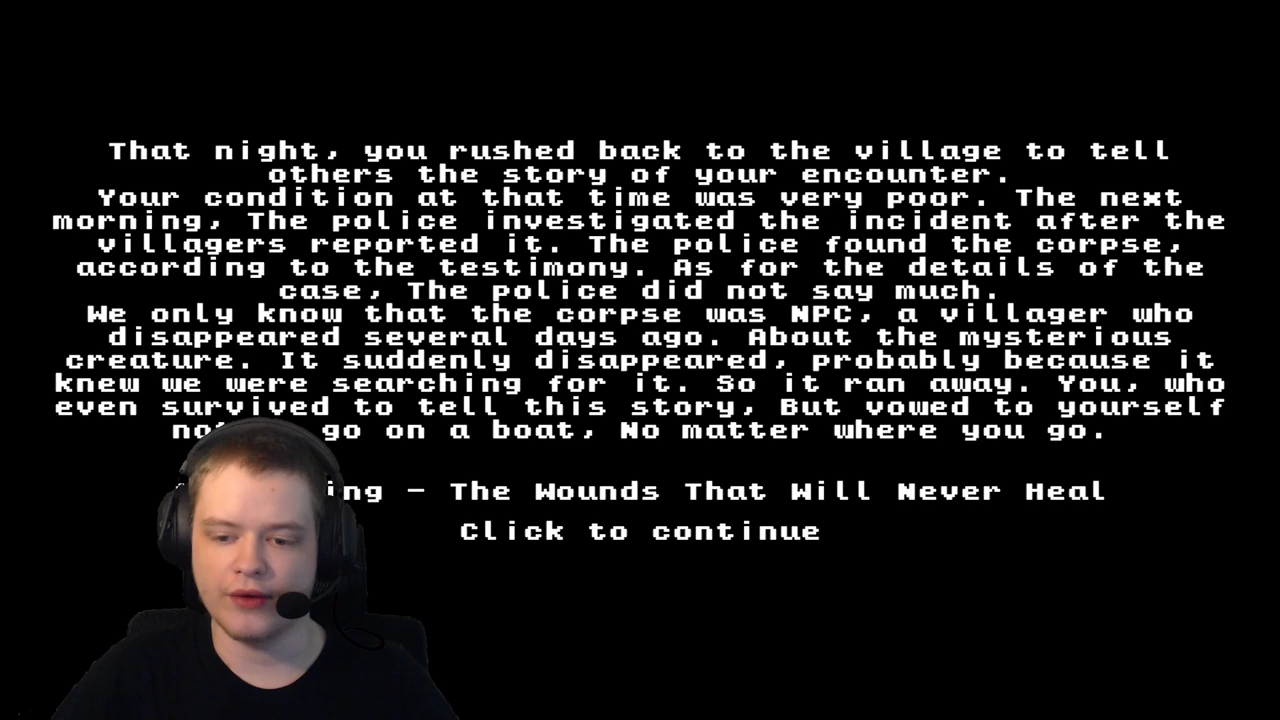 That night, you rushed back to the village to tell
others the story of your encounter.
Your condition at that time was very poor. The next
morning, The police investigated the incident after the
villagers reported it. The police found the corpse,
according to the testimony. As for the details of the
case, The police did not say much.
We only know that the corpse was NPC, a villager who
disappeared several days ago. About the mysterious
creature. It suddenly disappeared, probably because it
knew we were searching for it. So it ran away. You, who
even survived to tell this story, But vowed to yourself
go on a boat, No matter where you go.
- The Wounds That Will Never Heal
Click to continue